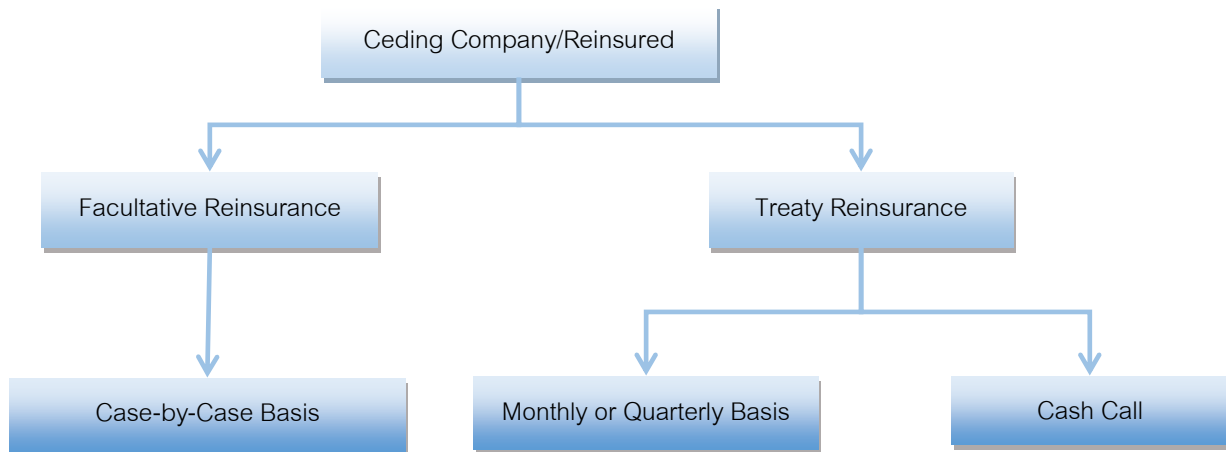 Ceding Company/Reinsured
Facultative Reinsurance
Treaty Reinsurance
Case-by-Case Basis
Monthly or Quarterly Basis
Cash Call